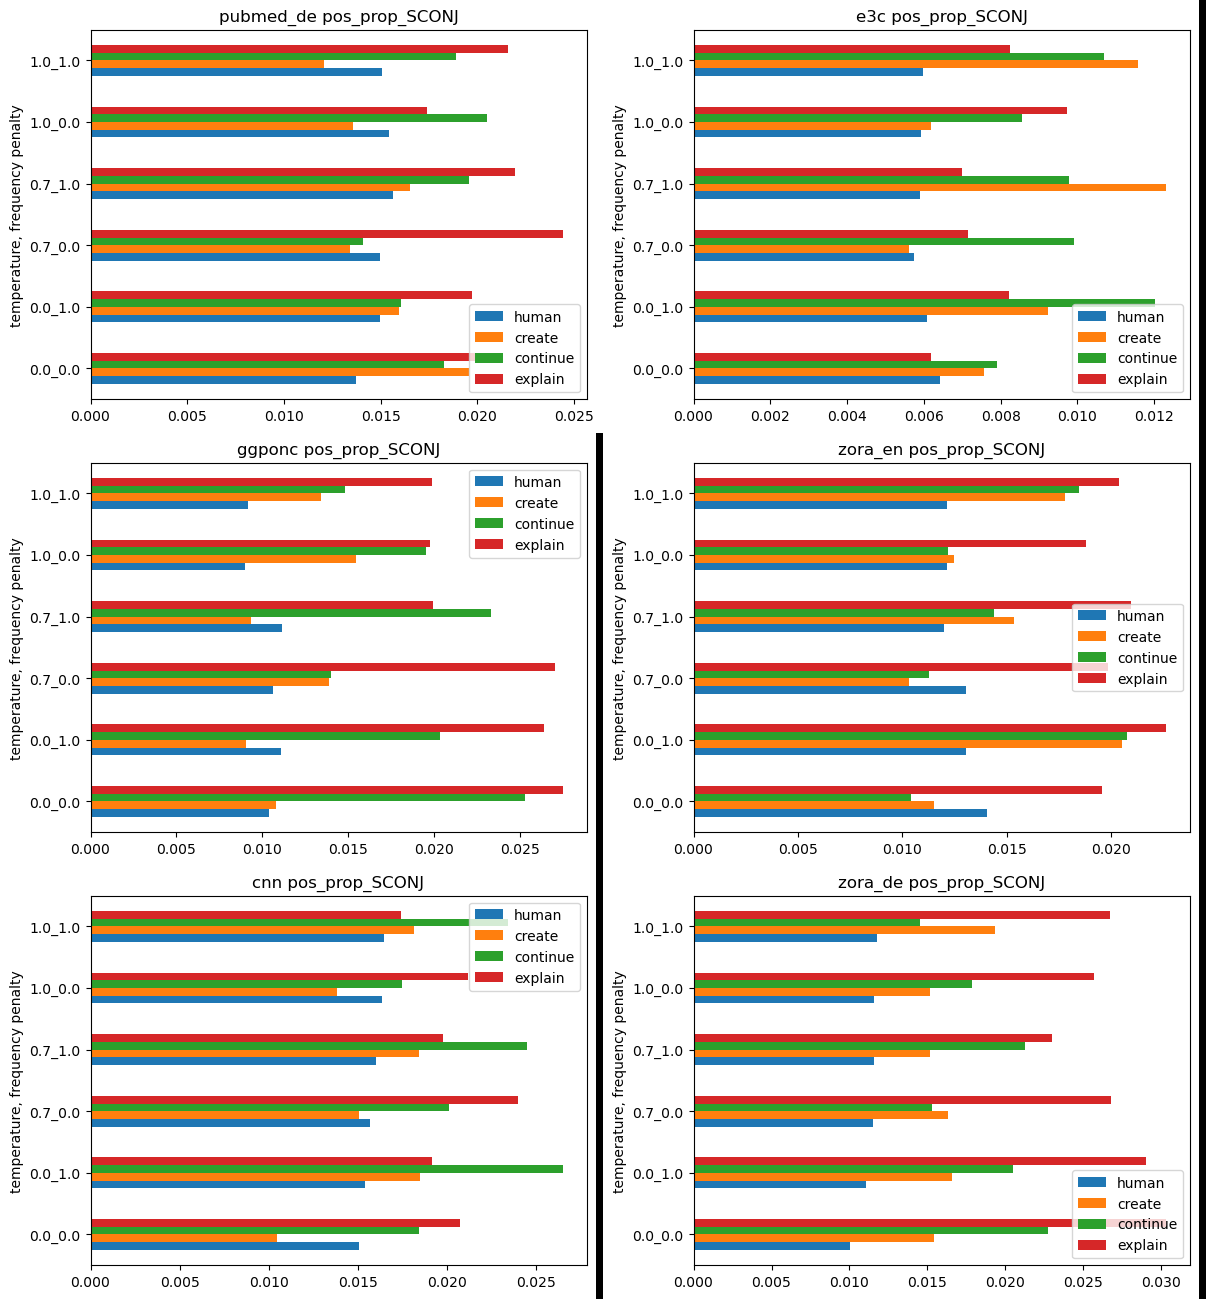 pubmed_de pos_prop_SCONJ
temperature, frequency penalty
1.0_1.0
1.0_0.0
0.7_1.0
0.7_0.0
0.0_1.0
0.0_0.0
human
create
continue
explain
0.000 0.005 0.010 0.015 0.020 0.025
e3c pos_prop_SCONJ
temperature, frequency penalty
1.0_1.0
1.0_0.0
0.7_1.0
0.7_0.0
0.0_1.0
0.0_0.0
human
create
continue
explain
0.000 0.002 0.004 0.006 0.008 0.010 0.012
ggponc pos_prop_SCONJ
temperature, frequency penalty
1.0_1.0
1.0_0.0
0.7_1.0
0.7_0.0
0.0_1.0
0.0_0.0
human
create
continue
explain
0.000 0.005 0.010 0.015 0.020 0.025
zora_en pos_prop_SCONJ
temperature, frequency penalty
1.0_1.0
1.0_0.0
0.7_1.0
0.7_0.0
0.0_1.0
0.0_0.0
human
create
continue
explain
0.000 0.005 0.010 0.015 0.020
cnn pos_prop_SCONJ
temperature, frequency penalty
1.0_1.0
1.0_0.0
0.7_1.0
0.7_0.0
0.0_1.0
0.0_0.0
human
create
continue
explain
0.000 0.005 0.010 0.015 0.020 0.025
zora_de pos_prop_SCONJ
temperature, frequency penalty
1.0_1.0
1.0_0.0
0.7_1.0
0.7_0.0
0.0_1.0
0.0_0.0
human
create
continue
explain
0.000 0.005 0.010 0.015 0.020 0.025 0.030